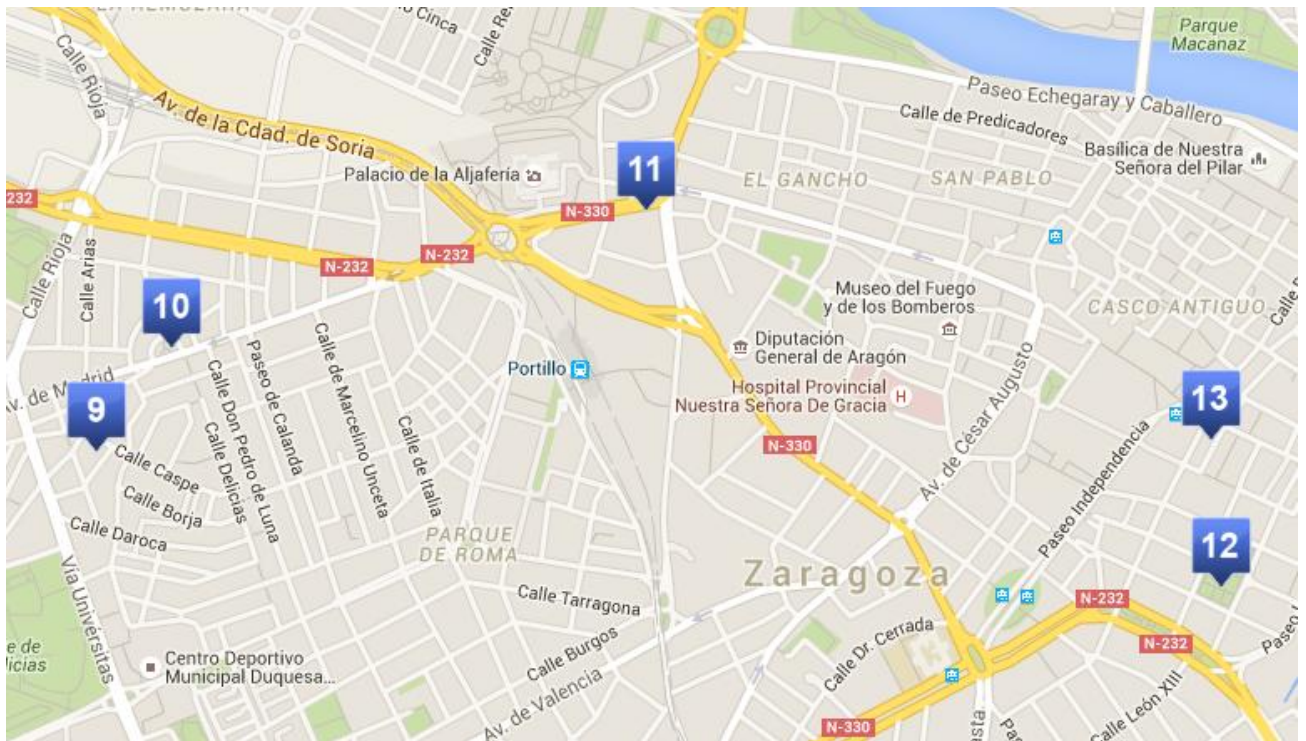 LA REMOZARA
Cinca
Parque
Macanaz
Calle Rioja
Av. de la Cdad. de Soria
Paseo Echegaray y Caballero
Calle de Predicadores
Basílica de Nuestra
Señora del Pilar
Palacio de la Aljafería
11
EL GANCHO
SAN PABLO
232
N-330
N-232
N-232
Calle Rioja
Calle Arias
10
Museo del Fuego
y de los Bomberos
CASCO ANTIGUO
Diputación
General de Aragón
Portillo
Hospital Provincial
Nuestra Señora De Gracia
H
Av. de César Augusto
Av. de Madrid
9
13
Calle Don Pedro de Luna
Paseo de Calanda
Calle de Marcelino Unceta
Calle de Italia
Calle Delicias
N-330
Calle Caspe
Calle Borja
Calle Daroca
PARQUE
DE ROMA
Paseo Independencia
12
Zaragoza
Calle Tarragona
N-232
N-232
Calle Burgos
Calle Dr. Cerrada
Vía Universitas
Centro Deportivo
Municipal Duquesa...
Av. de Valencia
Calle León XIII
N-330